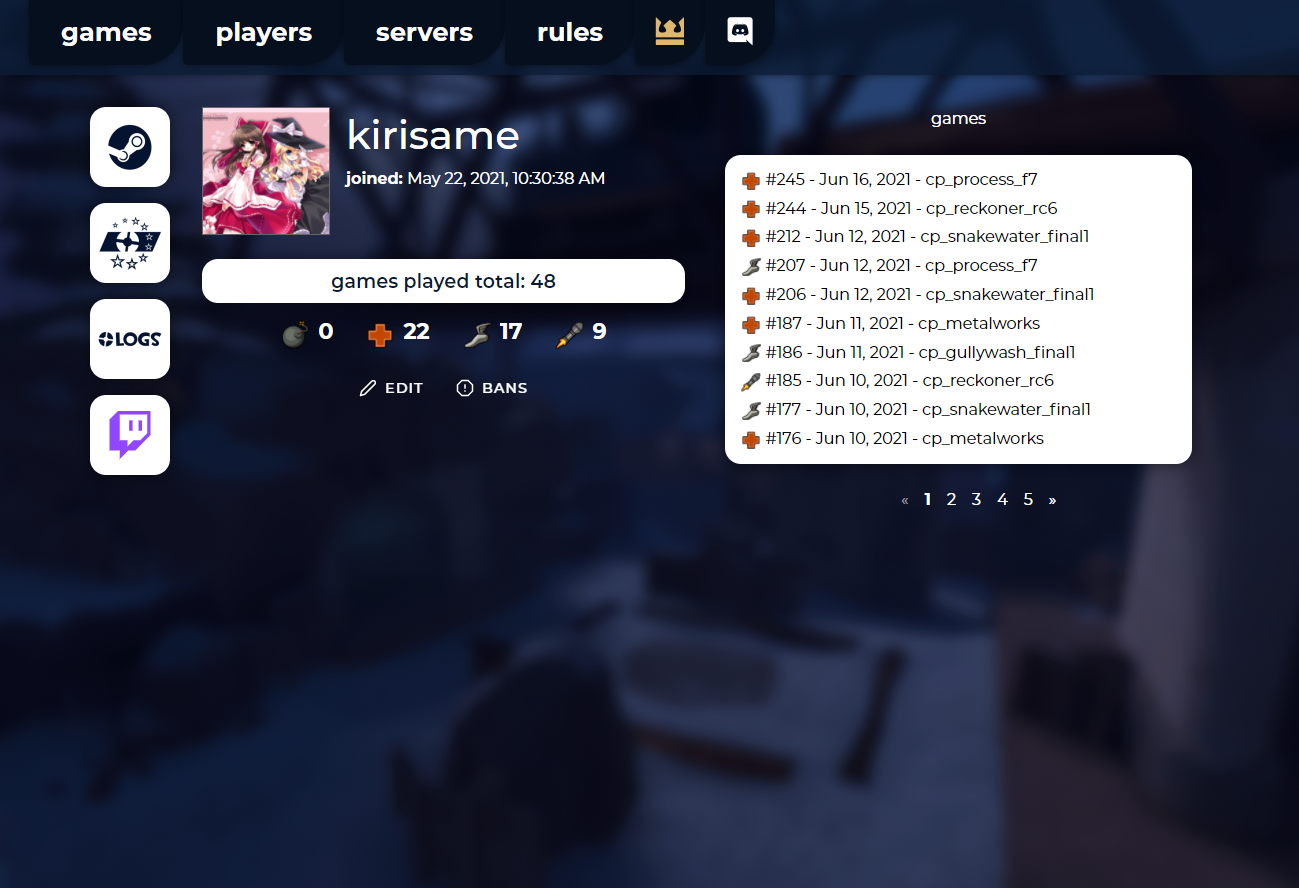 games players servers rules
kirisame
joined: May 22, 2021, 10:30:38 AM
LOGS
games played total: 48
0 22 17 9
EDIT BANS
games
#245 - Jun 16, 2021 - cp_process_f7
#244 - Jun 15, 2021 - cp_reckoner_rc6
#212 - Jun 12, 2021 - cp_snakewater_final1
#207 - Jun 12, 2021 - cp_process_f7
#206 - Jun 12, 2021 - cp_snakewater_final1
#187 - Jun 11, 2021 - cp_metalworks
#186 - Jun 11, 2021 - cp_gullywash_final1
#185 - Jun 10, 2021 - cp_reckoner_rc6
#177 - Jun 10, 2021 - cp_snakewater_final1
#176 - Jun 10, 2021 - cp_metalworks
« 1 2 3 4 5 »